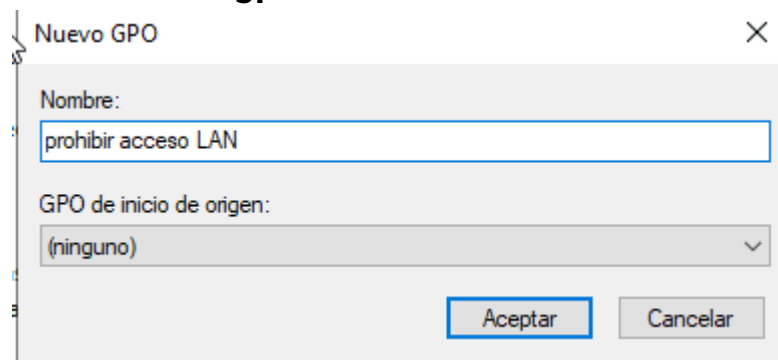 Nuevo GPO
Nombre:
prohibir acceso LAN
GPO de inicio de origen:
(ninguno)
Aceptar Cancelar